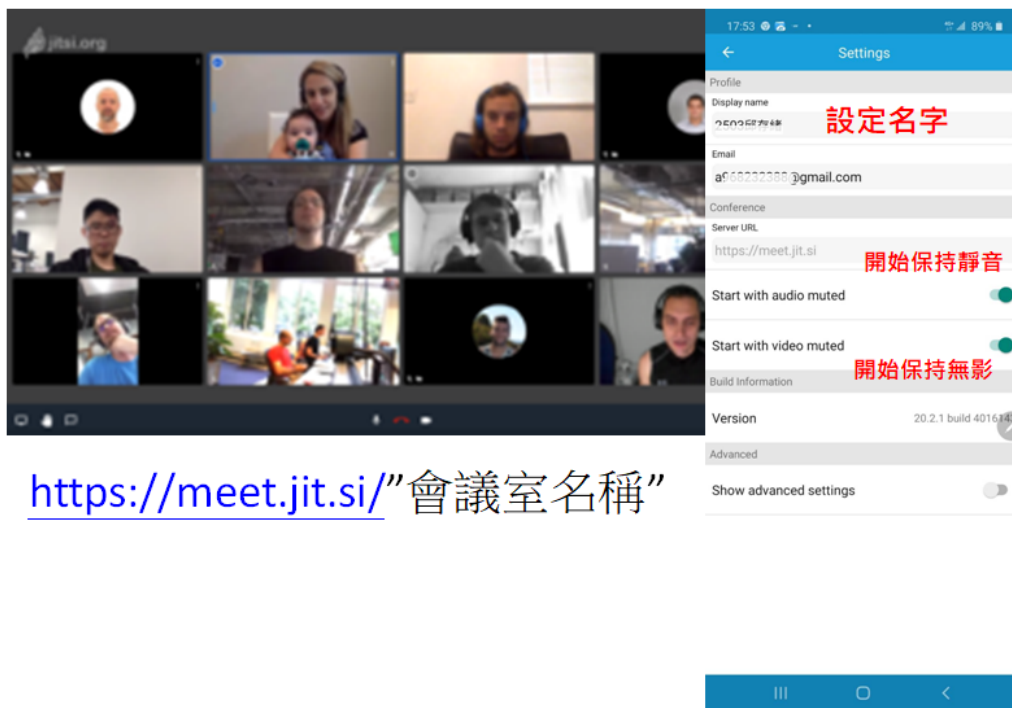 jitsi.org
17:53
89%
Settings
Profile
Display name
設定名字
Email
@gmail.com
Conference
Server URL
https://meet.jit.si
開始保持靜音
Start with audio muted
Start with video muted
開始保持無影
Build Information
Version
20.2.1 build 401614
Advanced
Show advanced settings
https://meet.jit.si/”會議室名稱”